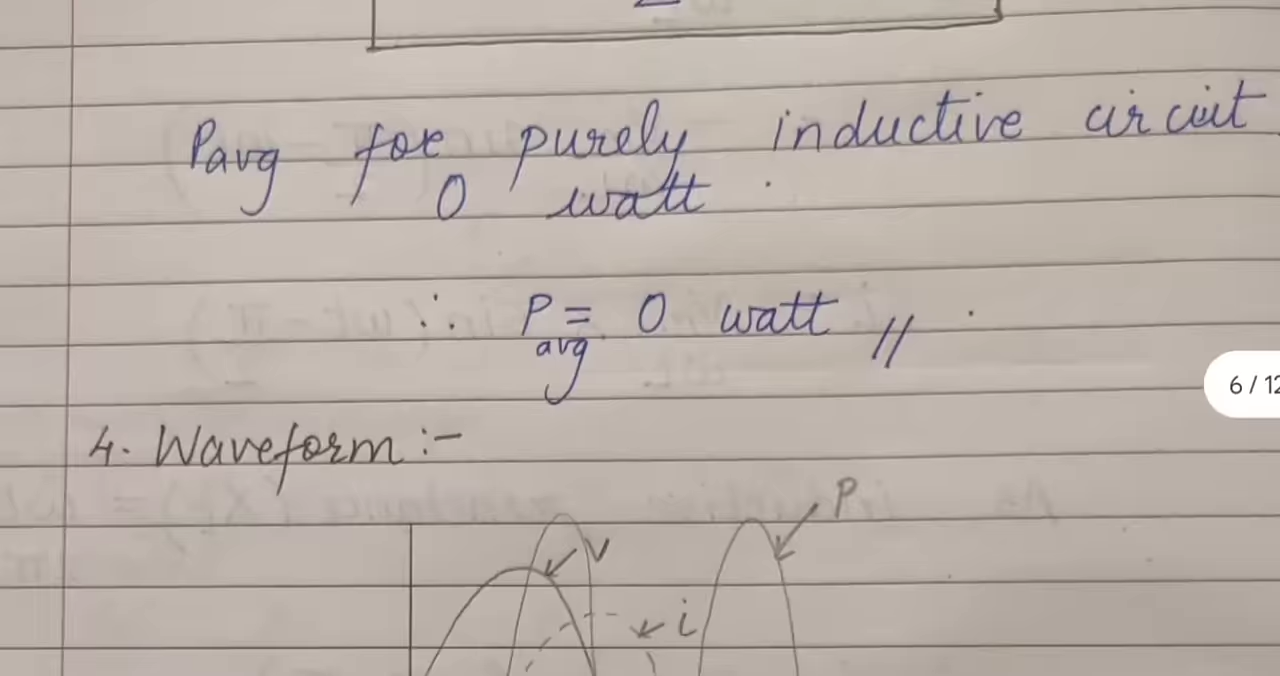 Pavg for purely inductive circuit
0 watt .
∴ Pavg = 0 watt // .
6 / 12
4. Waveform :-
P
V
i